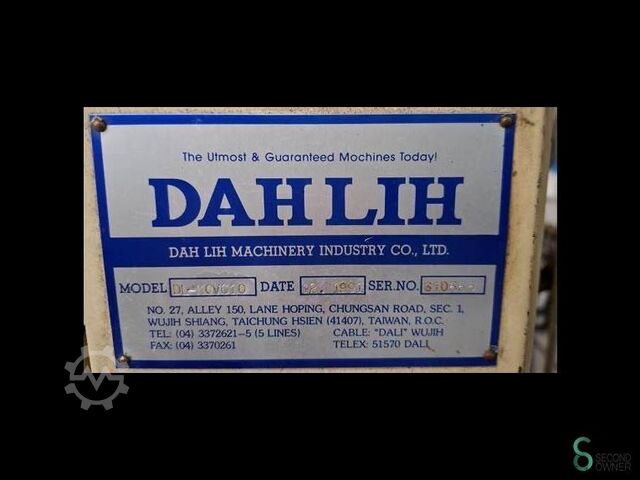 The Utmost & Guaranteed Mochines Today!
DAH LIH
DAH LIH MACHINERY INDUSTRY CO., LTD.
MODEL DATE SER.NO.
NO. 27, ALLEY 150, LANE HOPING, CHUNGSAN ROAD, SEC. 1,
WUJIH SHIANG, TAICHUNG HSIEN (41407), TAIWAN, R.O.C.
TEL: (04) 3372621-5 (5 LINES) CABLE: "DALI" WUJIH
FAX: (04) 3370261 TELEX: 51570 DALI
SECOND
OWNER